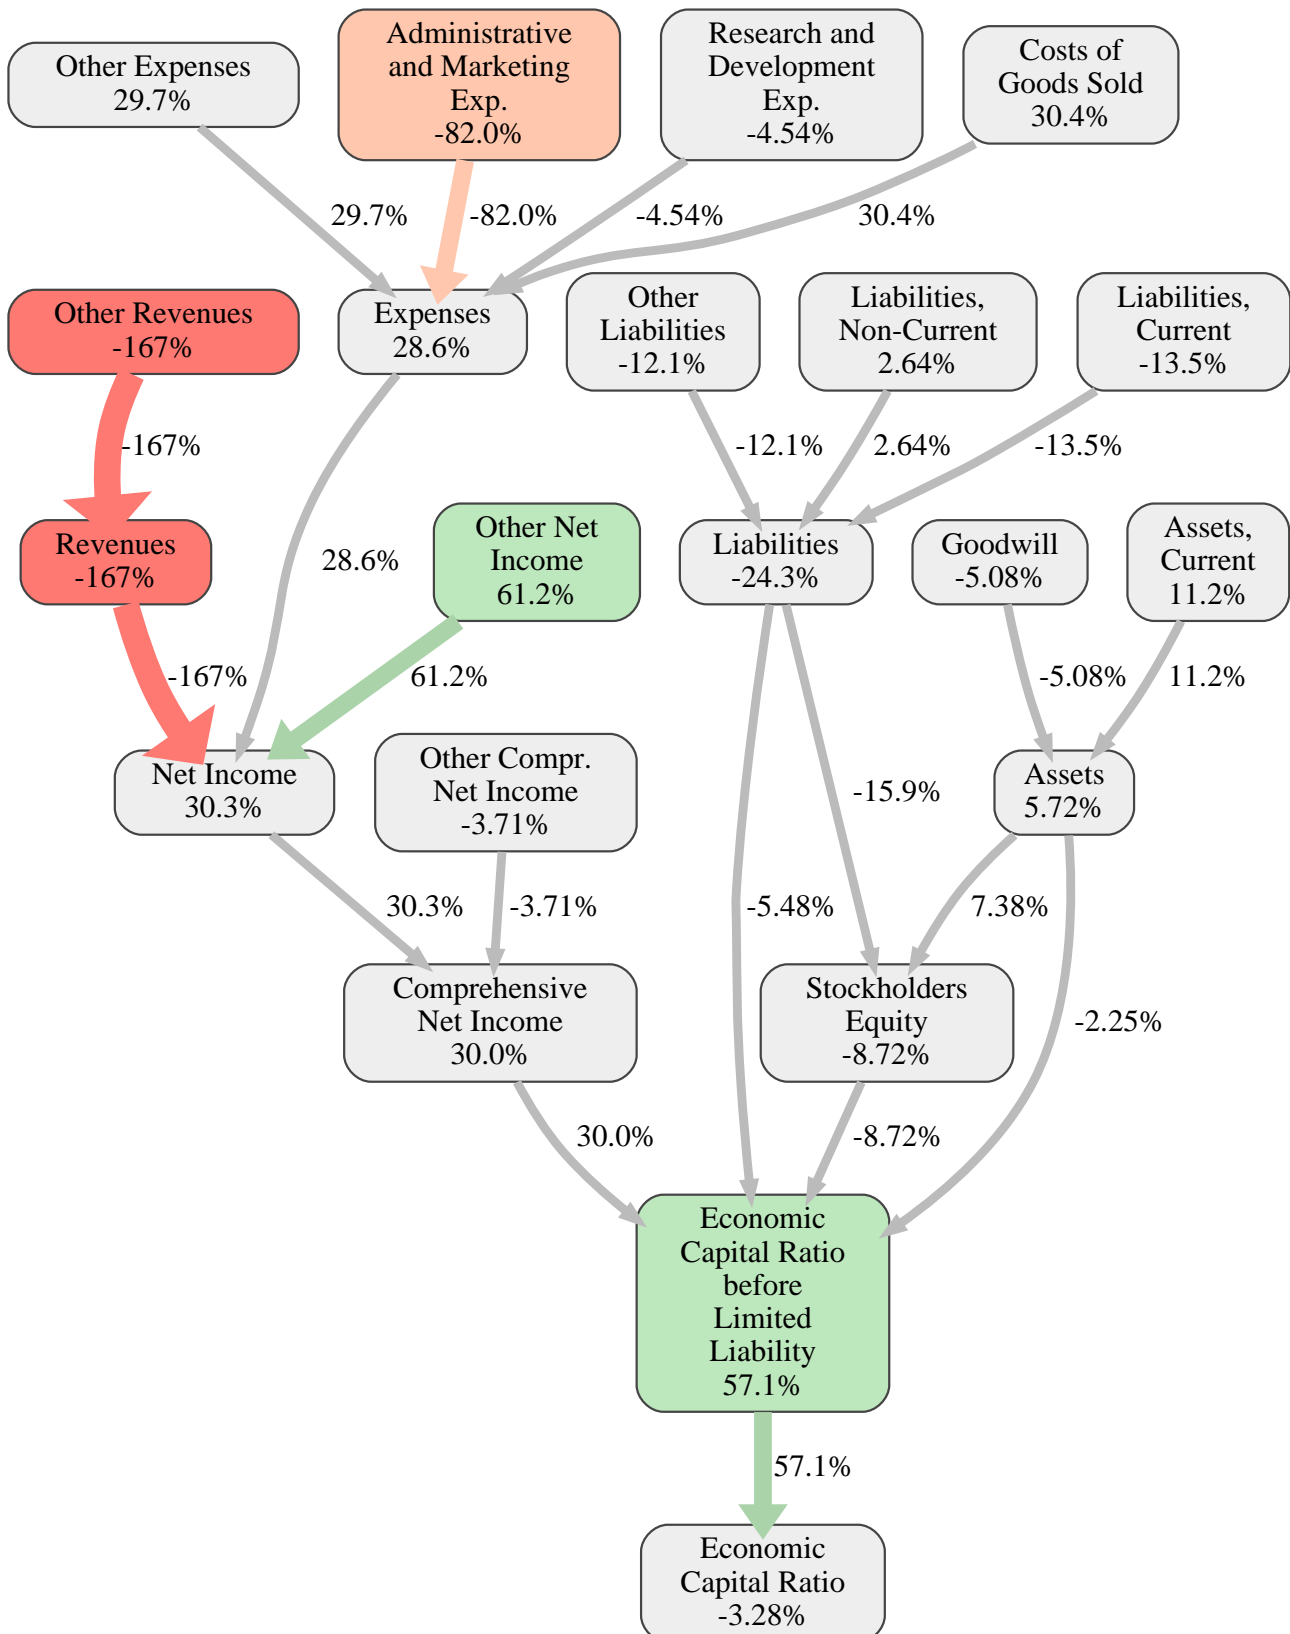 Other Expenses
29.7%
Administrative
and Marketing
Exp.
-82.0%
Research and
Development
Exp.
-4.54%
Costs of
Goods Sold
30.4%
29.7%
-82.0%
-4.54%
30.4%
Other Revenues
-167%
Expenses
28.6%
Other
Liabilities
-12.1%
Liabilities,
Non-Current
2.64%
Liabilities,
Current
-13.5%
-167%
-12.1%
2.64%
-13.5%
Revenues
-167%
28.6%
Other Net
Income
61.2%
Liabilities
-24.3%
Goodwill
-5.08%
Assets,
Current
11.2%
-167%
61.2%
-5.08%
11.2%
Net Income
30.3%
Other Compr.
Net Income
-3.71%
-15.9%
Assets
5.72%
30.3%
-3.71%
-5.48%
7.38%
Comprehensive
Net Income
30.0%
Stockholders
Equity
-8.72%
-2.25%
30.0%
-8.72%
Economic
Capital Ratio
before
Limited
Liability
57.1%
57.1%
Economic
Capital Ratio
-3.28%